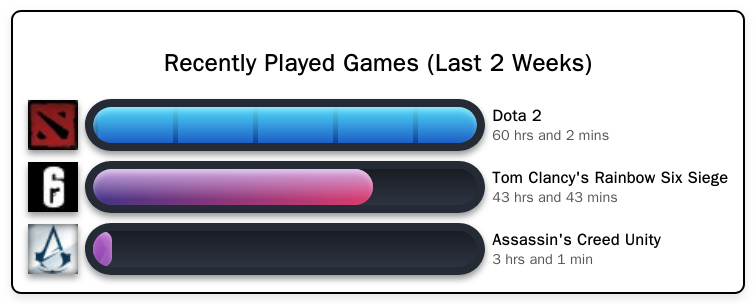 Recently Played Games (Last 2 Weeks)
Dota 2
60 hrs and 2 mins
Tom Clancy's Rainbow Six Siege
43 hrs and 43 mins
Assassin's Creed Unity
3 hrs and 1 min